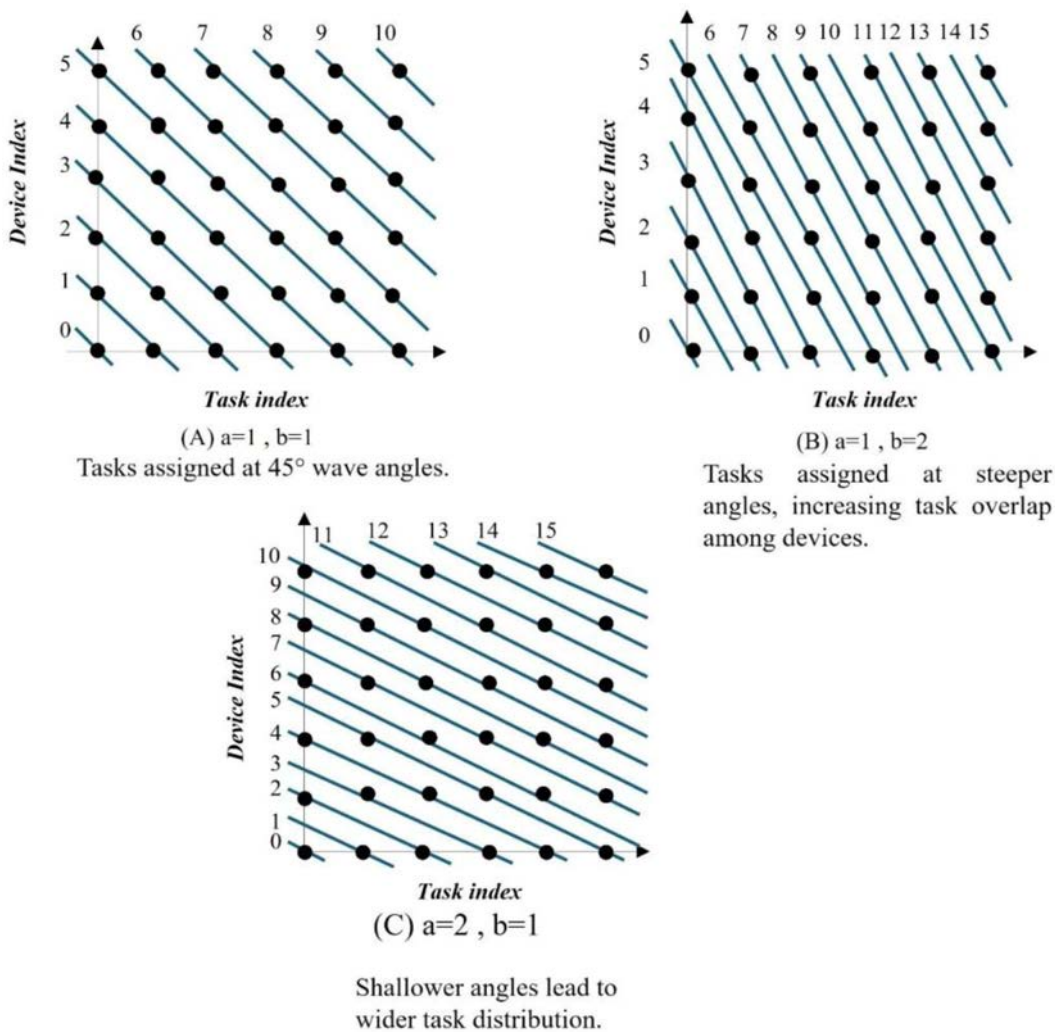 6 7 8 9 10
5
4
3
2
1
0
Device Index
Task index
(A) a=1 , b=1
Tasks assigned at 45° wave angles.
6 7 8 9 10 11 12 13 14 15
5
4
3
2
1
0
Device Index
Task index
(B) a=1 , b=2
Tasks assigned at steeper
angles, increasing task overlap
among devices.
11 12 13 14 15
10
9
8
7
6
5
4
3
2
1
0
Device Index
Task index
(C) a=2 , b=1
Shallower angles lead to
wider task distribution.